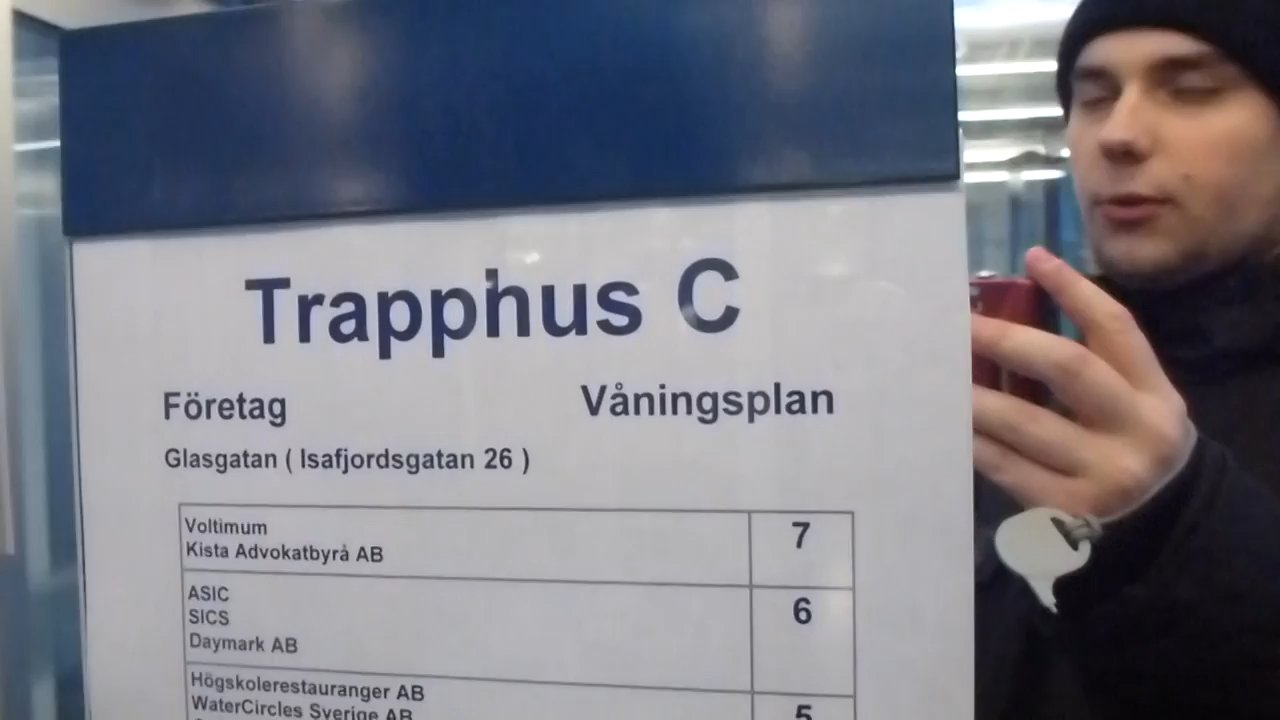 Trapphus C
Företag Våningsplan
Glasgatan ( Isafjordsgatan 26 )
Voltimum 7
Kista Advokatbyrå AB
ASIC 6
SICS
Daymark AB
Högskolerestauranger AB
WaterCircles Sverige AB 5